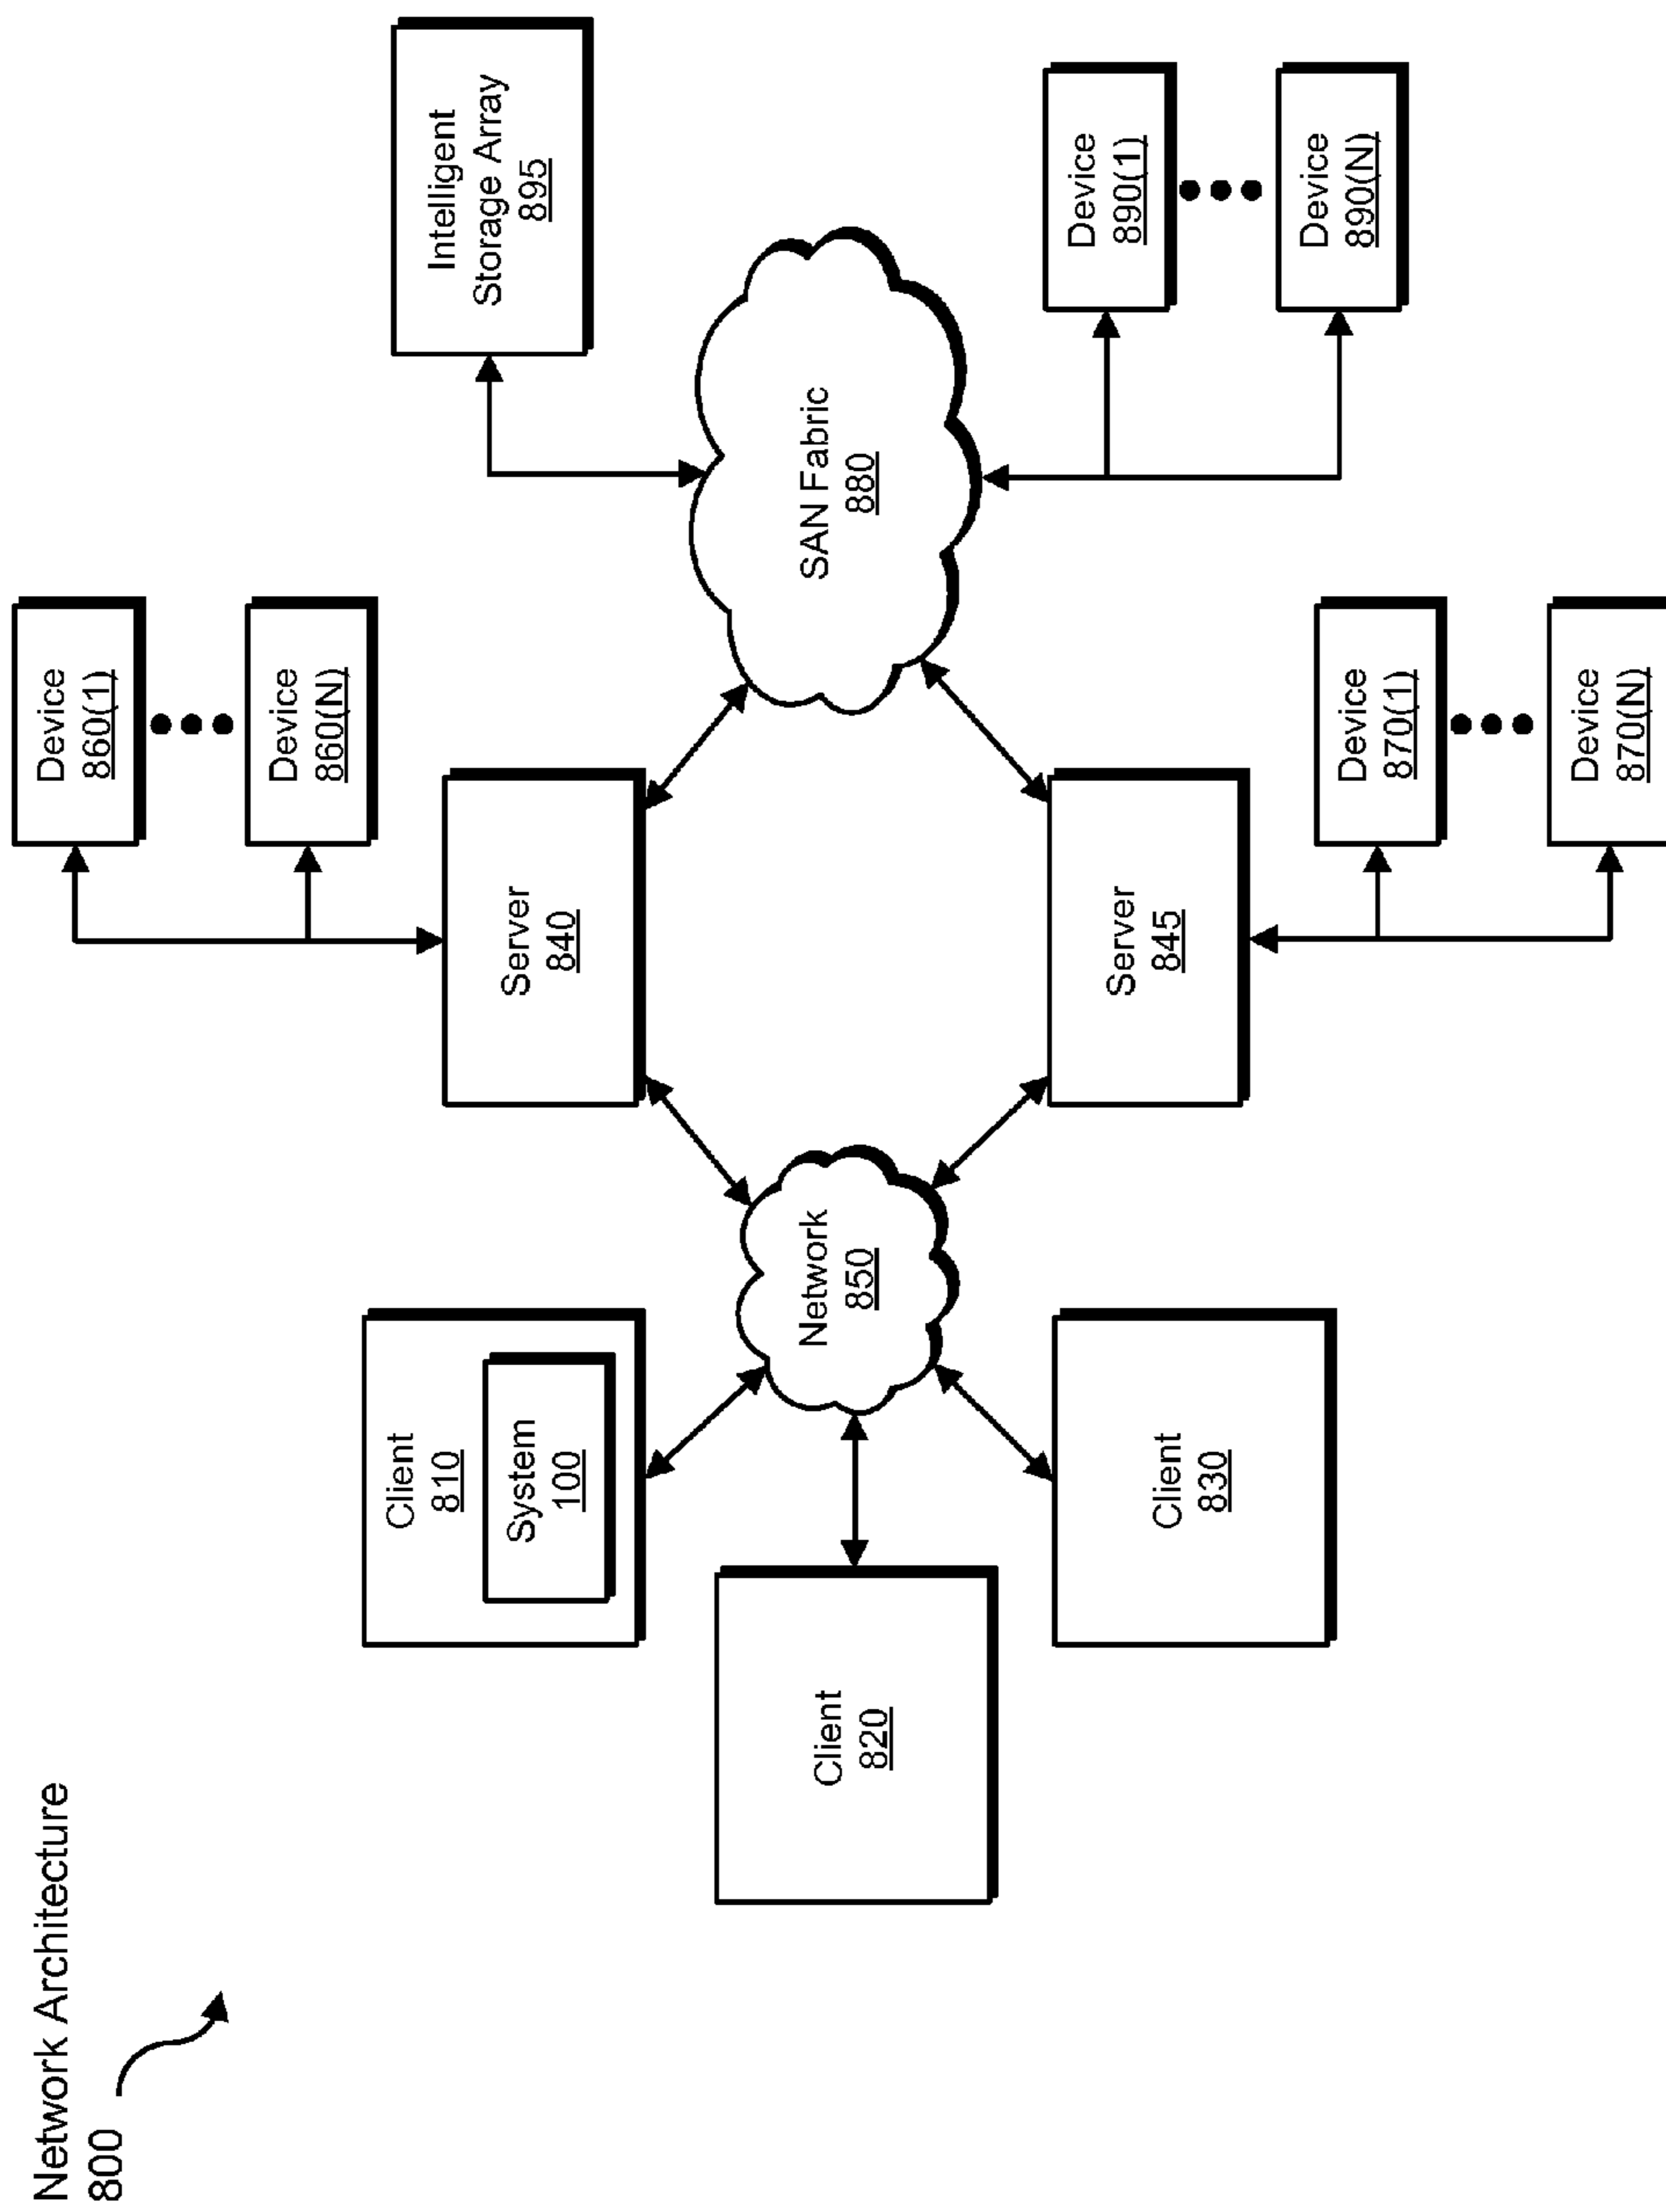 Network Architecture
800
Client
810
System
100
Client
820
Client
830
Network
850
Server
840
Server
845
Device
860(1)
Device
860(N)
Device
870(1)
Device
870(N)
SAN Fabric
880
Intelligent
Storage Array
895
Device
890(1)
Device
890(N)